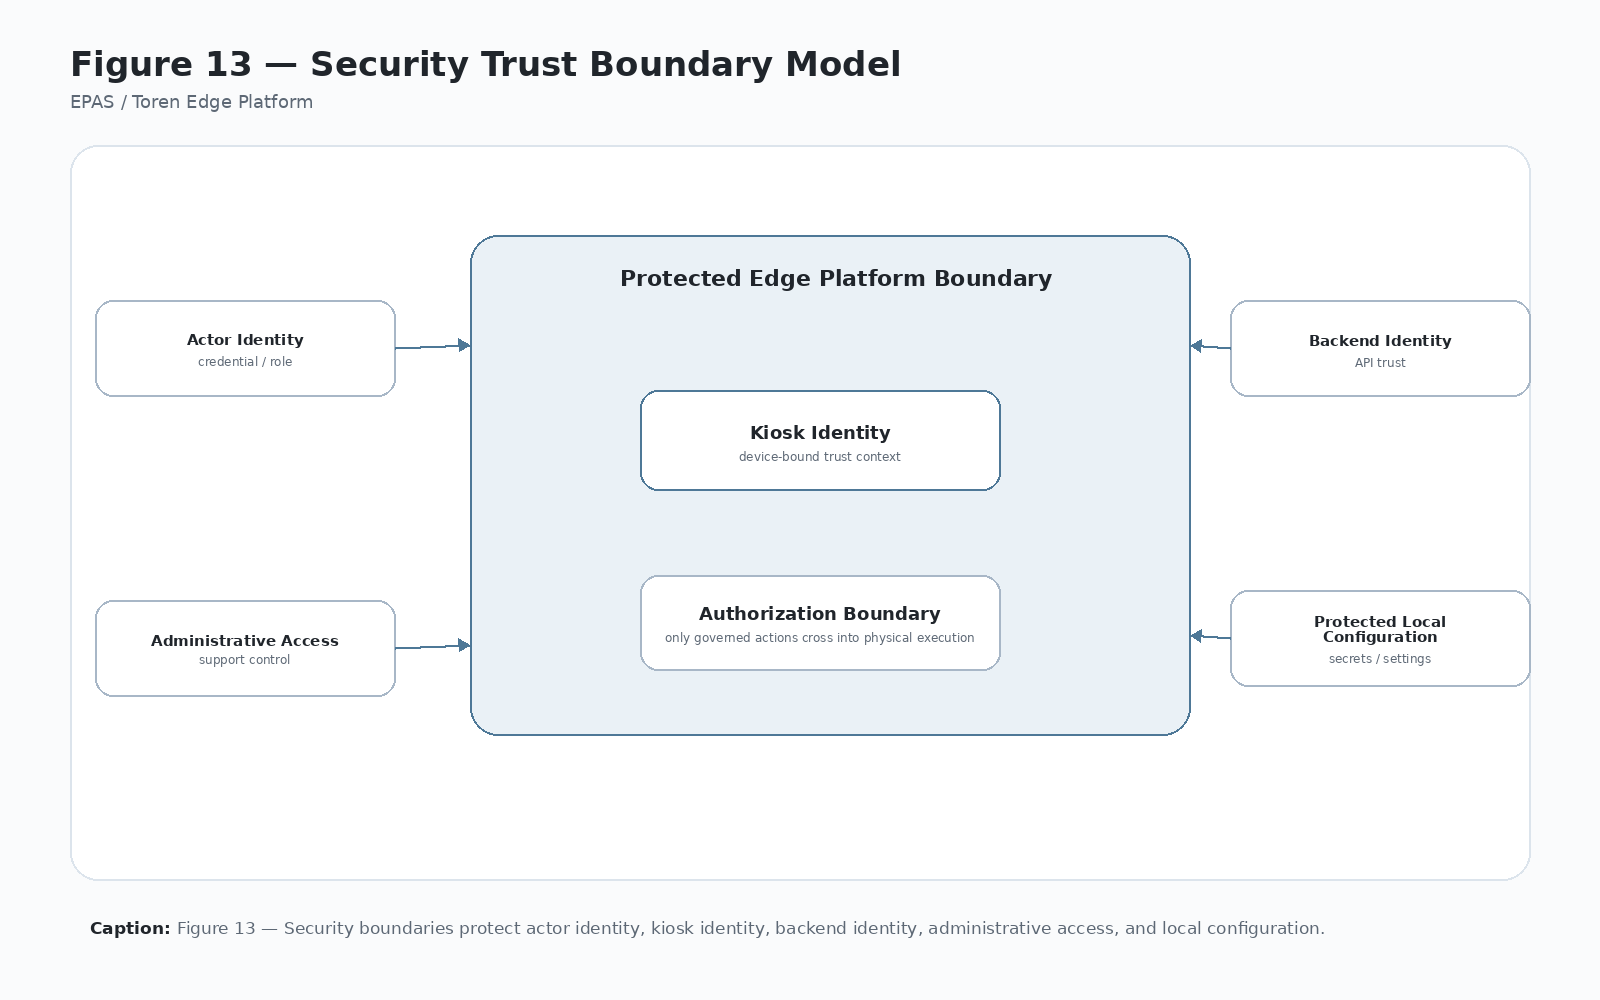 Figure 13 — Security Trust Boundary Model
EPAS / Toren Edge Platform
Protected Edge Platform Boundary
Actor Identity
credential / role
Backend Identity
API trust
Kiosk Identity
device-bound trust context
Authorization Boundary
only governed actions cross into physical execution
Administrative Access
support control
Protected Local
Configuration
secrets / settings
Caption: Figure 13 — Security boundaries protect actor identity, kiosk identity, backend identity, administrative access, and local configuration.